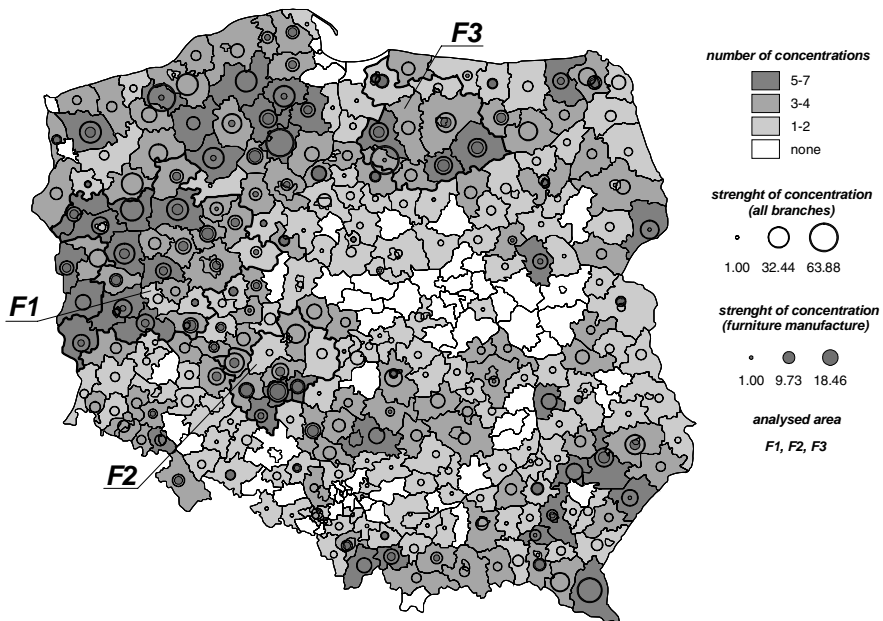 F3
F1
F2
number of concentrations
5-7
3-4
1-2
none
strenght of concentration
(all branches)
1.00 32.44 63.88
strenght of concentration
(furniture manufacture)
1.00 9.73 18.46
analysed area
F1, F2, F3